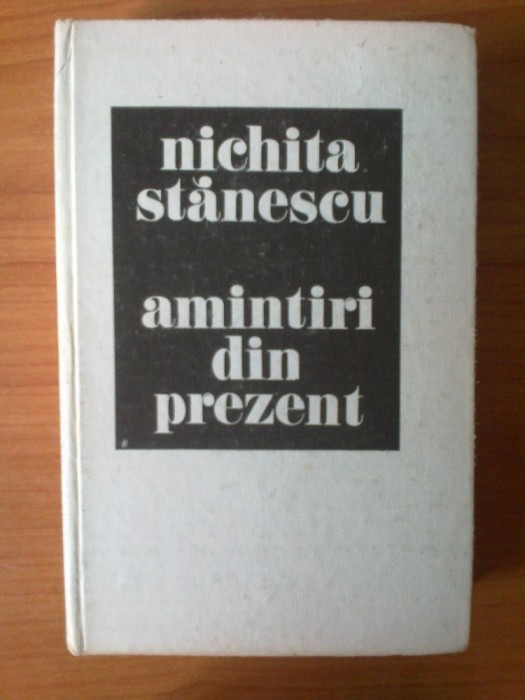 nichita
stănescu
amintiri
din
prezent